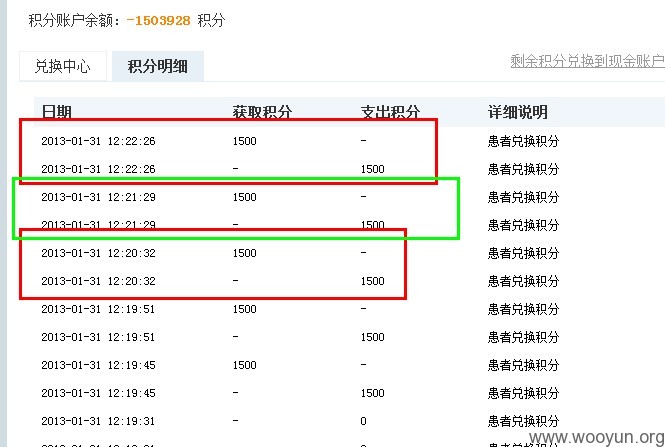 积分账户余额：-1503928 积分
兑换中心 积分明细 剩余积分兑换到现金账户
日期 获取积分 支出积分 详细说明
2013-01-31 12:22:26 1500 - 患者兑换积分
2013-01-31 12:22:26 - 1500 患者兑换积分
2013-01-31 12:21:29 1500 - 患者兑换积分
2013-01-31 12:21:29 - 1500 患者兑换积分
2013-01-31 12:20:32 1500 - 患者兑换积分
2013-01-31 12:20:32 - 1500 患者兑换积分
2013-01-31 12:19:51 1500 - 患者兑换积分
2013-01-31 12:19:51 - 1500 患者兑换积分
2013-01-31 12:19:45 1500 - 患者兑换积分
2013-01-31 12:19:45 - 1500 患者兑换积分
2013-01-31 12:19:31 - 0 患者兑换积分
www.wooyun.org